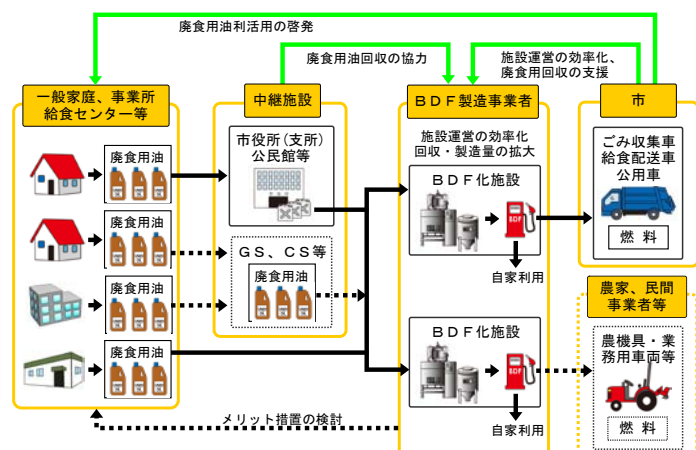 廃食用油利活用の啓発
廃食用油回収の協力
施設運営の効率化、
廃食用回収の支援
一般家庭、事業所
給食センター等
廃食用油
廃食用油
廃食用油
廃食用油
中継施設
市役所(支所)
公民館等
GS、CS等
廃食用油
BDF製造事業者
施設運営の効率化
回収・製造量の拡大
BDF化施設
BDF
自家利用
BDF化施設
BDF
自家利用
市
ごみ収集車
給食配送車
公用車
燃料
農家、民間
事業者等
農機具・業
務用車両等
燃料
メリット措置の検討